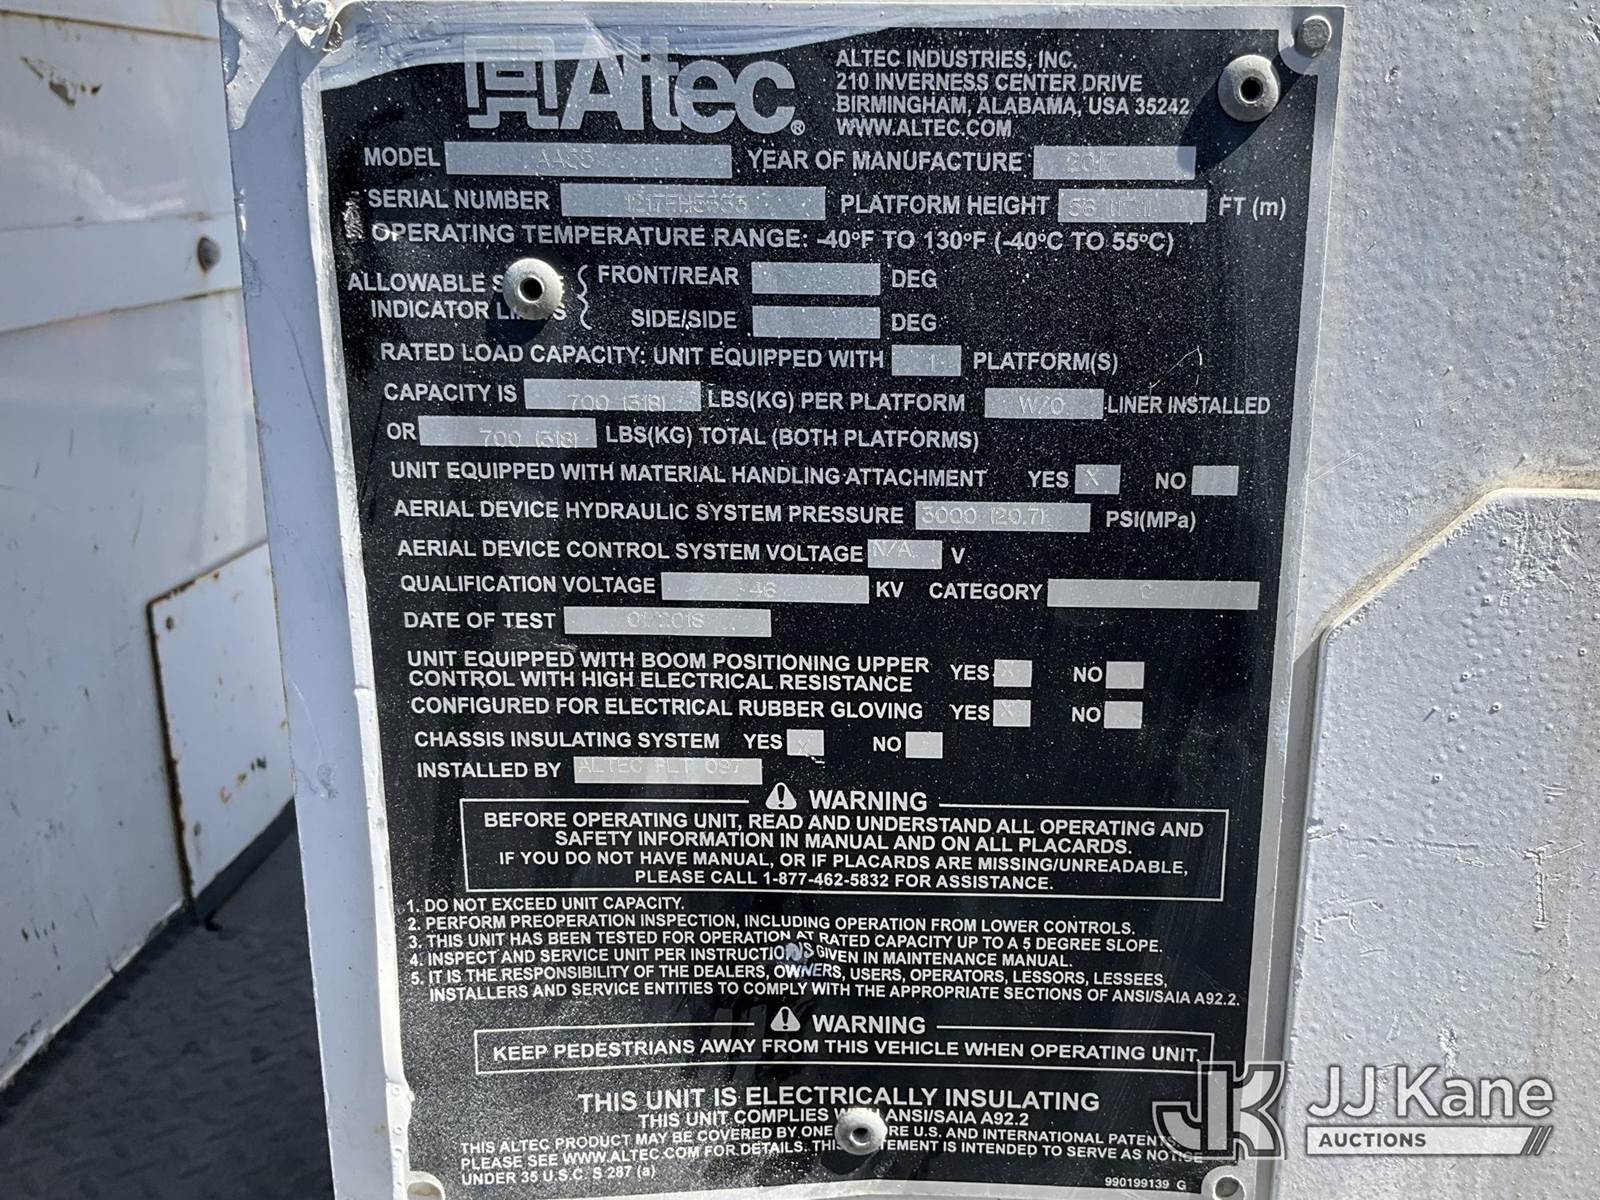 Altec®
ALTEC INDUSTRIES, INC.
210 INVERNESS CENTER DRIVE
BIRMINGHAM, ALABAMA, USA 35242
WWW.ALTEC.COM
MODEL YEAR OF MANUFACTURE 2017
SERIAL NUMBER PLATFORM HEIGHT FT (m)
OPERATING TEMPERATURE RANGE: -40°F TO 130°F (-40°C TO 55°C)
ALLOWABLE FRONT/REAR DEG
INDICATOR SIDE/SIDE DEG
RATED LOAD CAPACITY: UNIT EQUIPPED WITH 1 PLATFORM(S)
CAPACITY IS 700 (318) LBS(KG) PER PLATFORM W/O LINER INSTALLED
OR 700 (318) LBS(KG) TOTAL (BOTH PLATFORMS)
UNIT EQUIPPED WITH MATERIAL HANDLING ATTACHMENT YES X NO
AERIAL DEVICE HYDRAULIC SYSTEM PRESSURE 3000 (20.7) PSI(MPa)
AERIAL DEVICE CONTROL SYSTEM VOLTAGE N/A V
QUALIFICATION VOLTAGE 46 KV CATEGORY C
DATE OF TEST 01/2018
UNIT EQUIPPED WITH BOOM POSITIONING UPPER
CONTROL WITH HIGH ELECTRICAL RESISTANCE YES X NO
CONFIGURED FOR ELECTRICAL RUBBER GLOVING YES X NO
CHASSIS INSULATING SYSTEM YES X NO
INSTALLED BY ALTEC PLT 097
WARNING
BEFORE OPERATING UNIT, READ AND UNDERSTAND ALL OPERATING AND
SAFETY INFORMATION IN MANUAL AND ON ALL PLACARDS.
IF YOU DO NOT HAVE MANUAL, OR IF PLACARDS ARE MISSING/UNREADABLE,
PLEASE CALL 1-877-462-5832 FOR ASSISTANCE.
1. DO NOT EXCEED UNIT CAPACITY.
2. PERFORM PREOPERATION INSPECTION, INCLUDING OPERATION FROM LOWER CONTROLS.
3. THIS UNIT HAS BEEN TESTED FOR OPERATION AT RATED CAPACITY UP TO A 5 DEGREE SLOPE.
4. INSPECT AND SERVICE UNIT PER INSTRUCTIONS GIVEN IN MAINTENANCE MANUAL.
5. IT IS THE RESPONSIBILITY OF THE DEALERS, OWNERS, USERS, OPERATORS, LESSORS, LESSEES,
INSTALLERS AND SERVICE ENTITIES TO COMPLY WITH THE APPROPRIATE SECTIONS OF ANSI/SAIA A92.2.
WARNING
KEEP PEDESTRIANS AWAY FROM THIS VEHICLE WHEN OPERATING UNIT.
THIS UNIT IS ELECTRICALLY INSULATING
THIS UNIT COMPLIES WITH ANSI/SAIA A92.2
THIS ALTEC PRODUCT MAY BE COVERED BY ONE U.S. AND INTERNATIONAL PATENTS.
PLEASE SEE WWW.ALTEC.COM FOR DETAILS. THIS STATEMENT IS INTENDED TO SERVE AS NOTICE
UNDER 35 U.S.C. S 287 (a)
990199139 G
JK JJ Kane
AUCTIONS